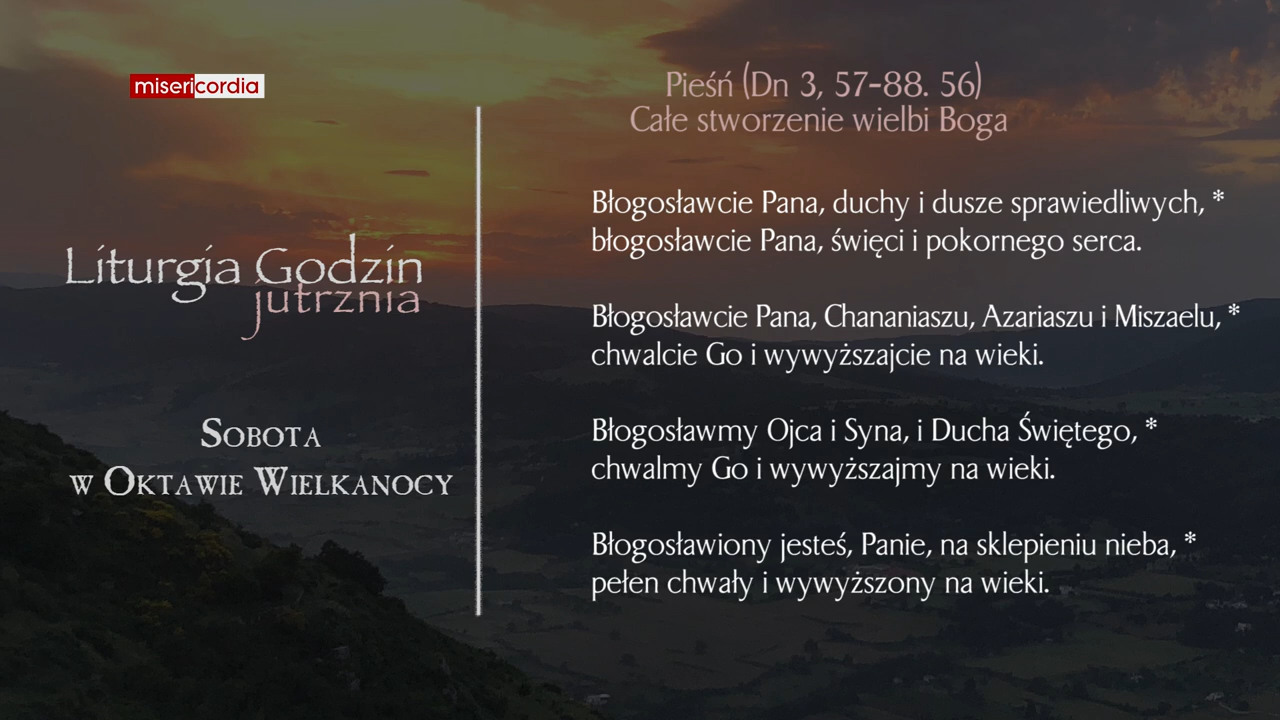 misericordia
Liturgia Godzin
jutrznia
Sobota
w Oktawie Wielkanocy
Pieśń (Dn 3, 57-88. 56)
Całe stworzenie wielbi Boga
Błogosławcie Pana, duchy i dusze sprawiedliwych, *
błogosławcie Pana, święci i pokornego serca.
Błogosławcie Pana, Chananiaszu, Azariaszu i Miszaelu, *
chwalcie Go i wywyższajcie na wieki.
Błogosławmy Ojca i Syna, i Ducha Świętego, *
chwalmy Go i wywyższajmy na wieki.
Błogosławiony jesteś, Panie, na sklepieniu nieba, *
pełen chwały i wywyższony na wieki.